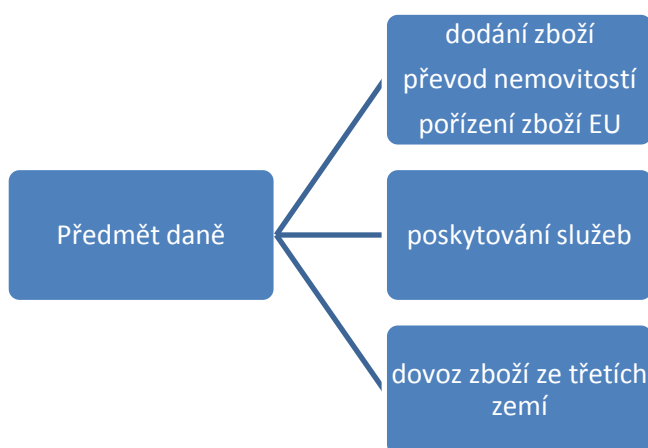 dodání zboží
převod nemovitostí
pořízení zboží EU
Předmět daně
poskytování služeb
dovoz zboží ze třetích
zemí